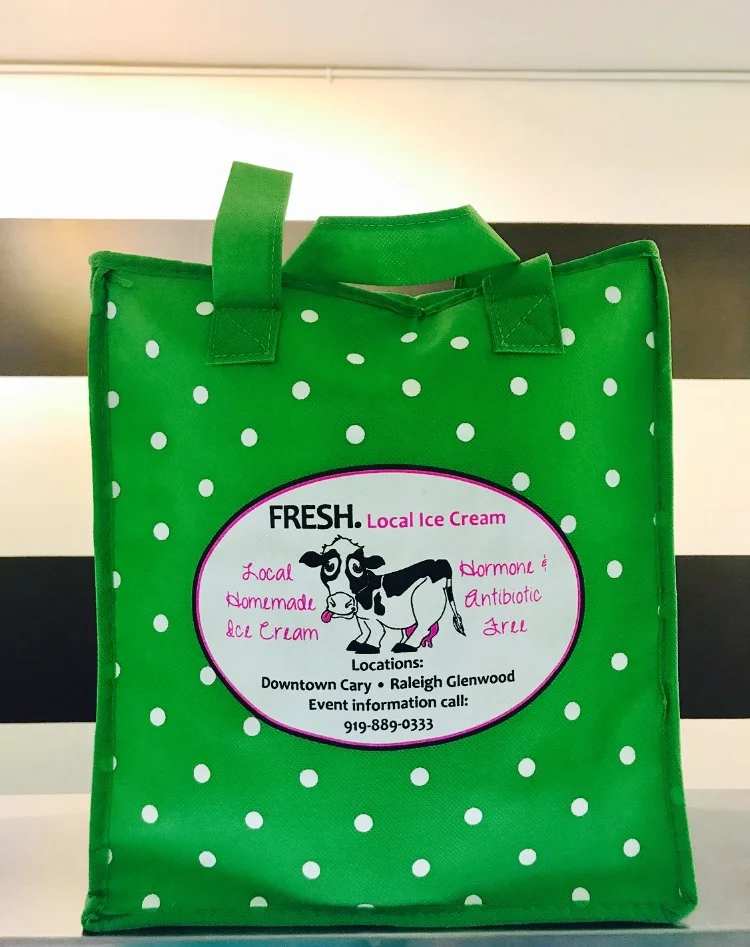 FRESH. Local Ice Cream
Local
Homemade
Ice Cream
Hormone &
Antibiotic
Free
Locations:
Downtown Cary • Raleigh Glenwood
Event information call:
919-889-0333